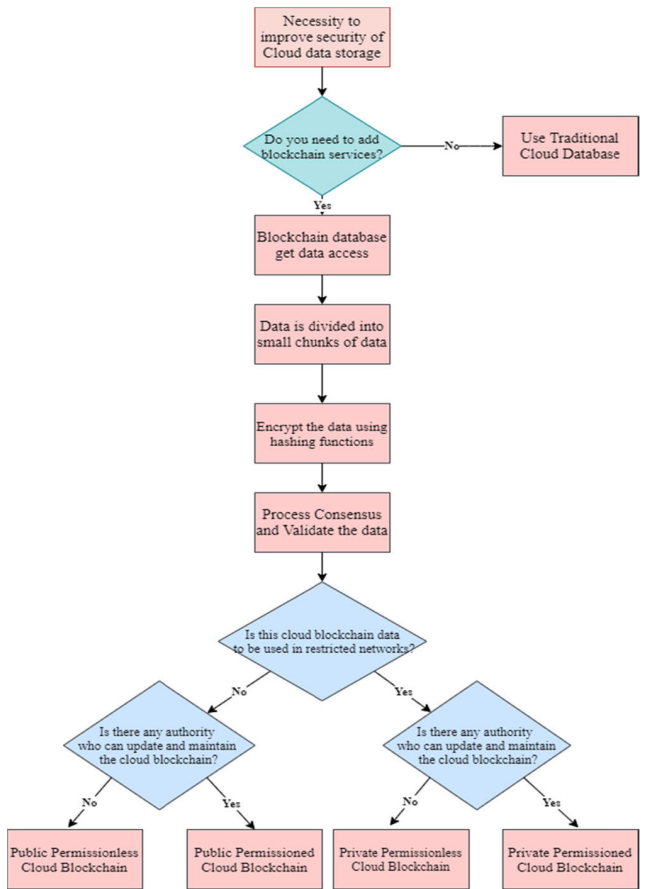 Necessity to
improve security of
Cloud data storage
Do you need to add
blockchain services?
No
Use Traditional
Cloud Database
Yes
Blockchain database
get data access
Data is divided into
small chunks of data
Encrypt the data using
hashing functions
Process Consensus
and Validate the data
Is this cloud blockchain data
to be used in restricted networks?
No
Yes
Is there any authority
who can update and maintain
the cloud blockchain?
Is there any authority
who can update and maintain
the cloud blockchain?
No
Yes
No
Yes
Public Permissionless
Cloud Blockchain
Public Permissioned
Cloud Blockchain
Private Permissionless
Cloud Blockchain
Private Permissioned
Cloud Blockchain